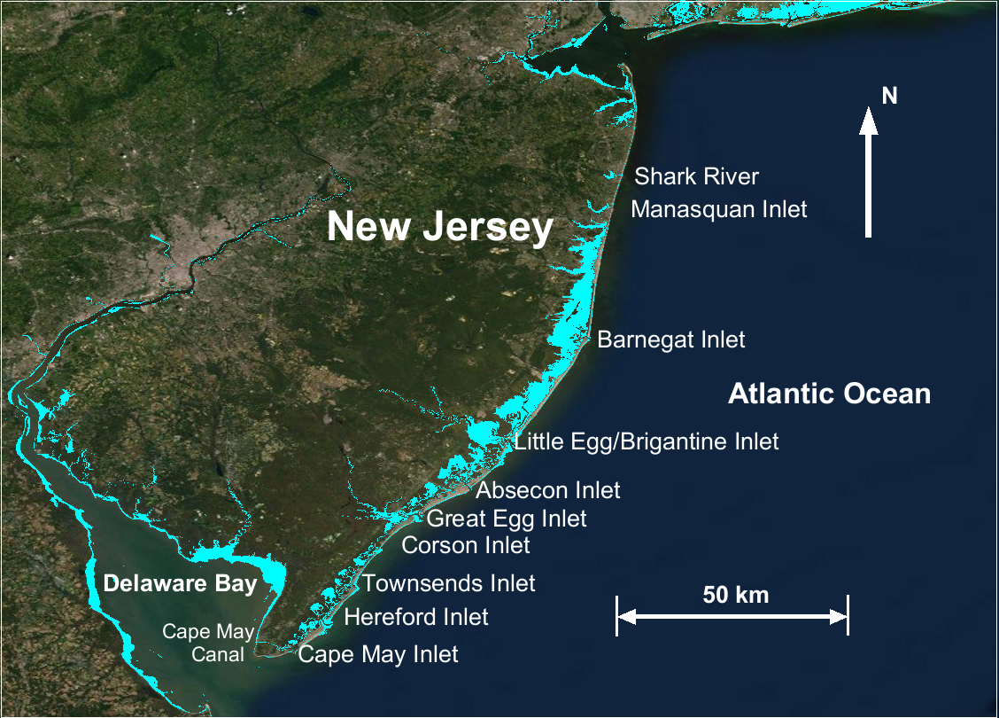 N
Shark River
Manasquan Inlet
New Jersey
Barnegat Inlet
Atlantic Ocean
Little Egg/Brigantine Inlet
Absecon Inlet
Great Egg Inlet
Corson Inlet
Delaware Bay
Townsends Inlet
50 km
Hereford Inlet
Cape May
Canal
Cape May Inlet